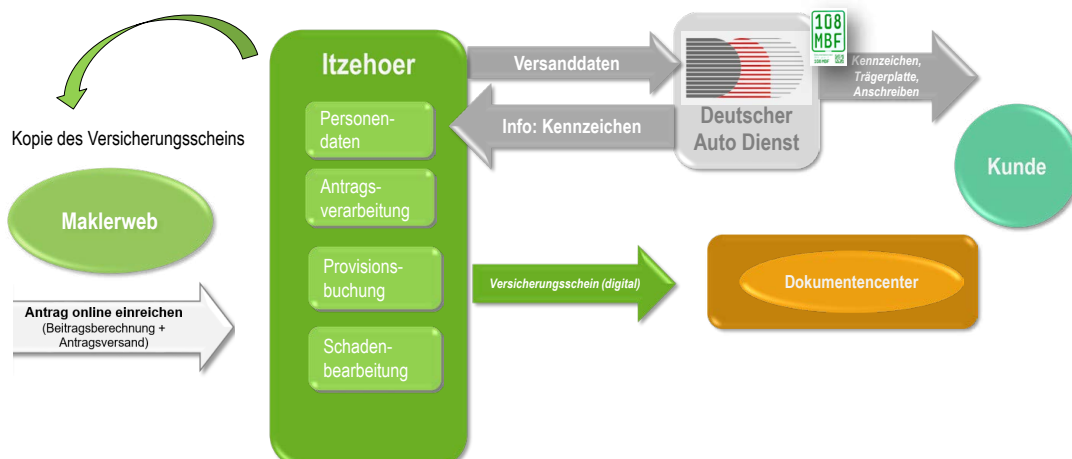 Kopie des Versicherungsscheins
Maklerweb
Antrag online einreichen
(Beitragsberechnung +
Antragsversand)
Itzehoer
Personen-
daten
Antrags-
verarbeitung
Provisions-
buchung
Schaden-
bearbeitung
Versanddaten
Info: Kennzeichen
Versicherungsschein (digital)
Deutscher
Auto Dienst
108
MBF
Kennzeichen,
Trägerplatte,
Anschreiben
Kunde
Dokumentencenter